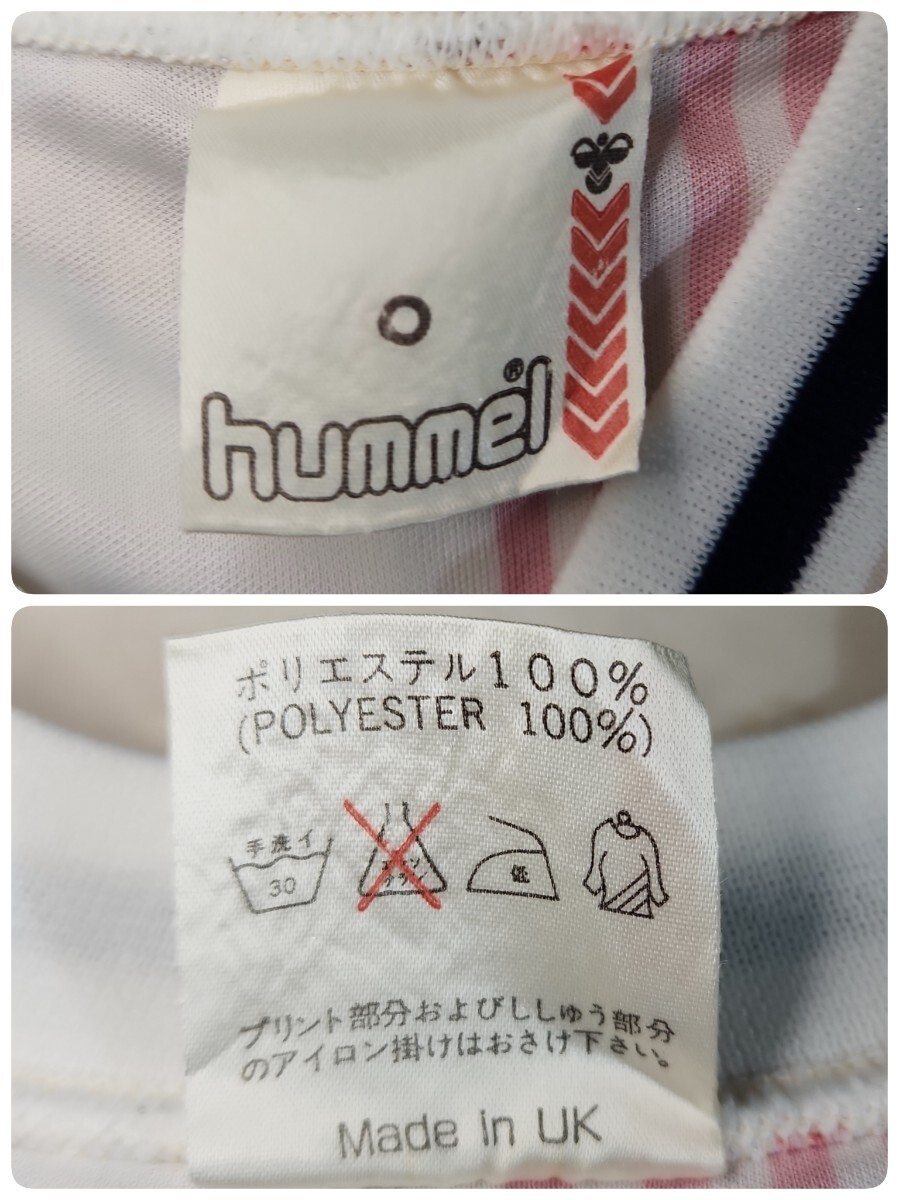 O
hummel®
ポリエステル100%
(POLYESTER 100%)
手洗イ
30
低
プリント部分およびししゅう部分
のアイロン掛けはおさけ下さい。
Made in UK